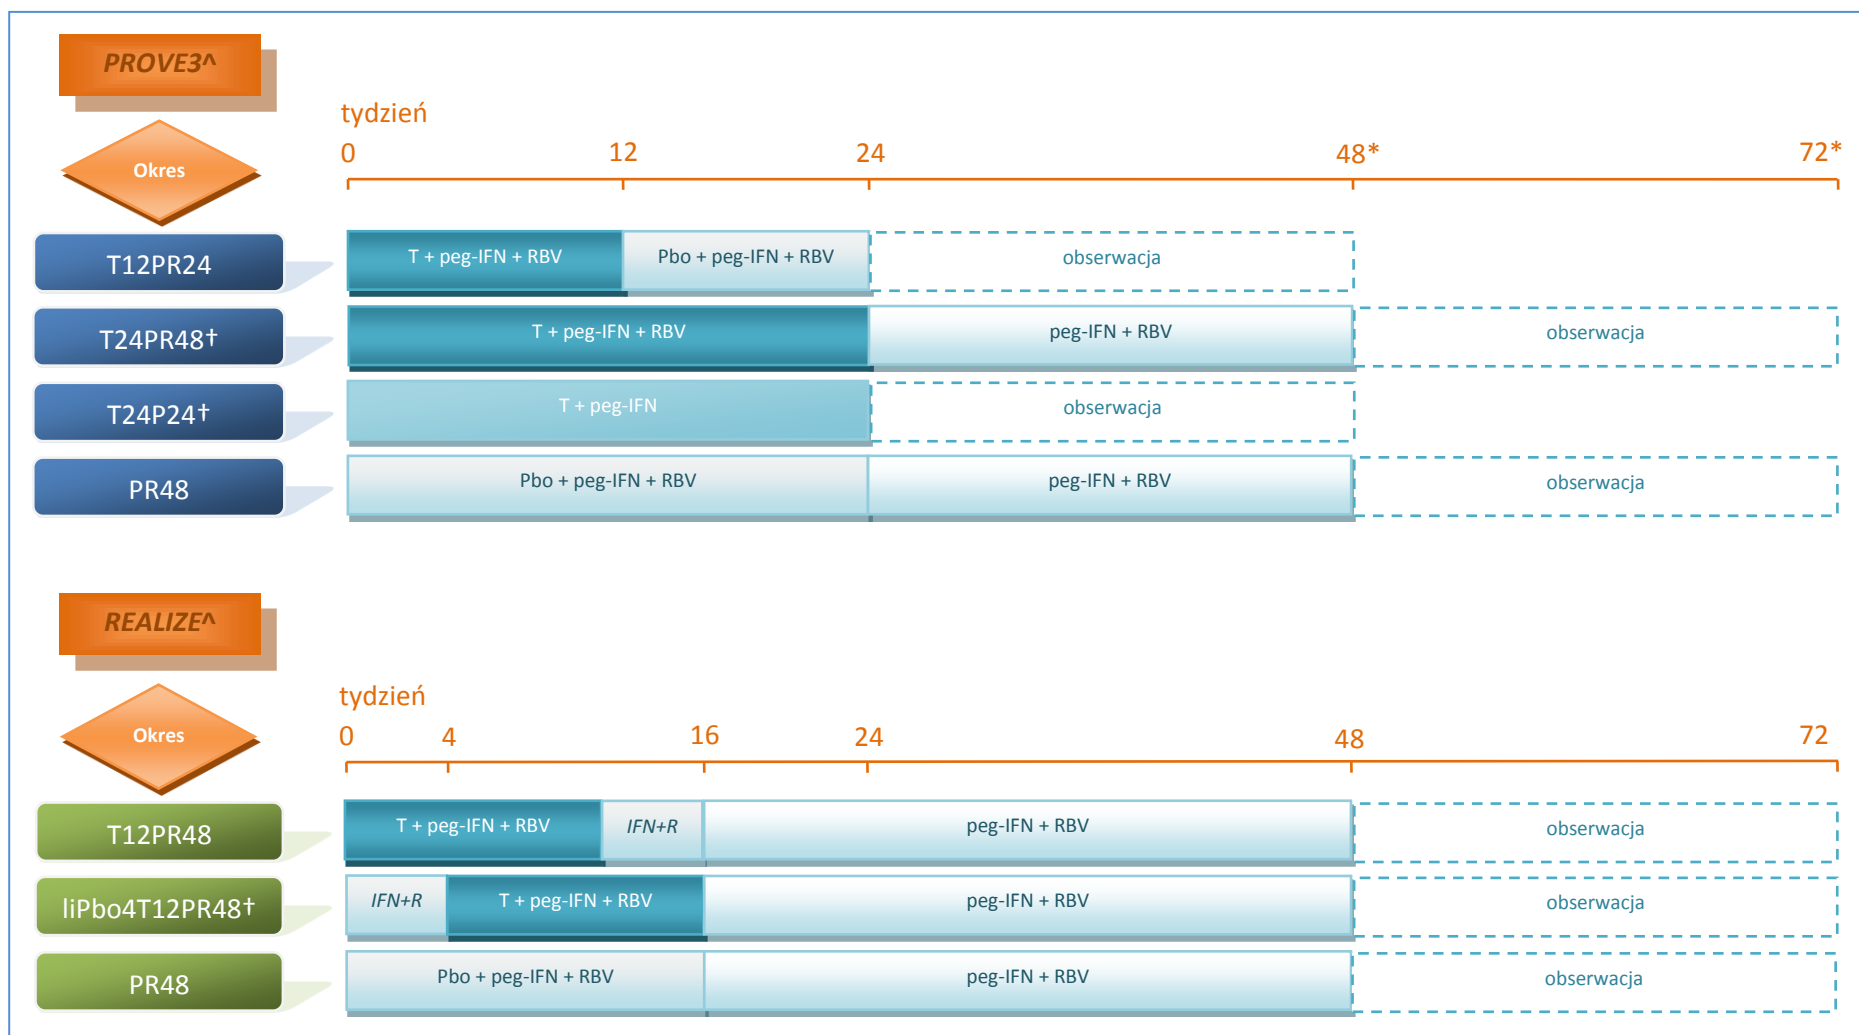 PROVE3^
tydzień
Okres
0 12 24 48* 72*
T12PR24 T + peg-IFN + RBV Pbo + peg-IFN + RBV obserwacja
T24PR48† T + peg-IFN + RBV peg-IFN + RBV obserwacja
T24P24† T + peg-IFN obserwacja
PR48 Pbo + peg-IFN + RBV peg-IFN + RBV obserwacja
REALIZE^
tydzień
Okres
0 4 16 24 48 72
T12PR48 T + peg-IFN + RBV IFN+R peg-IFN + RBV obserwacja
liPbo4T12PR48† IFN+R T + peg-IFN + RBV peg-IFN + RBV obserwacja
PR48 Pbo + peg-IFN + RBV peg-IFN + RBV obserwacja